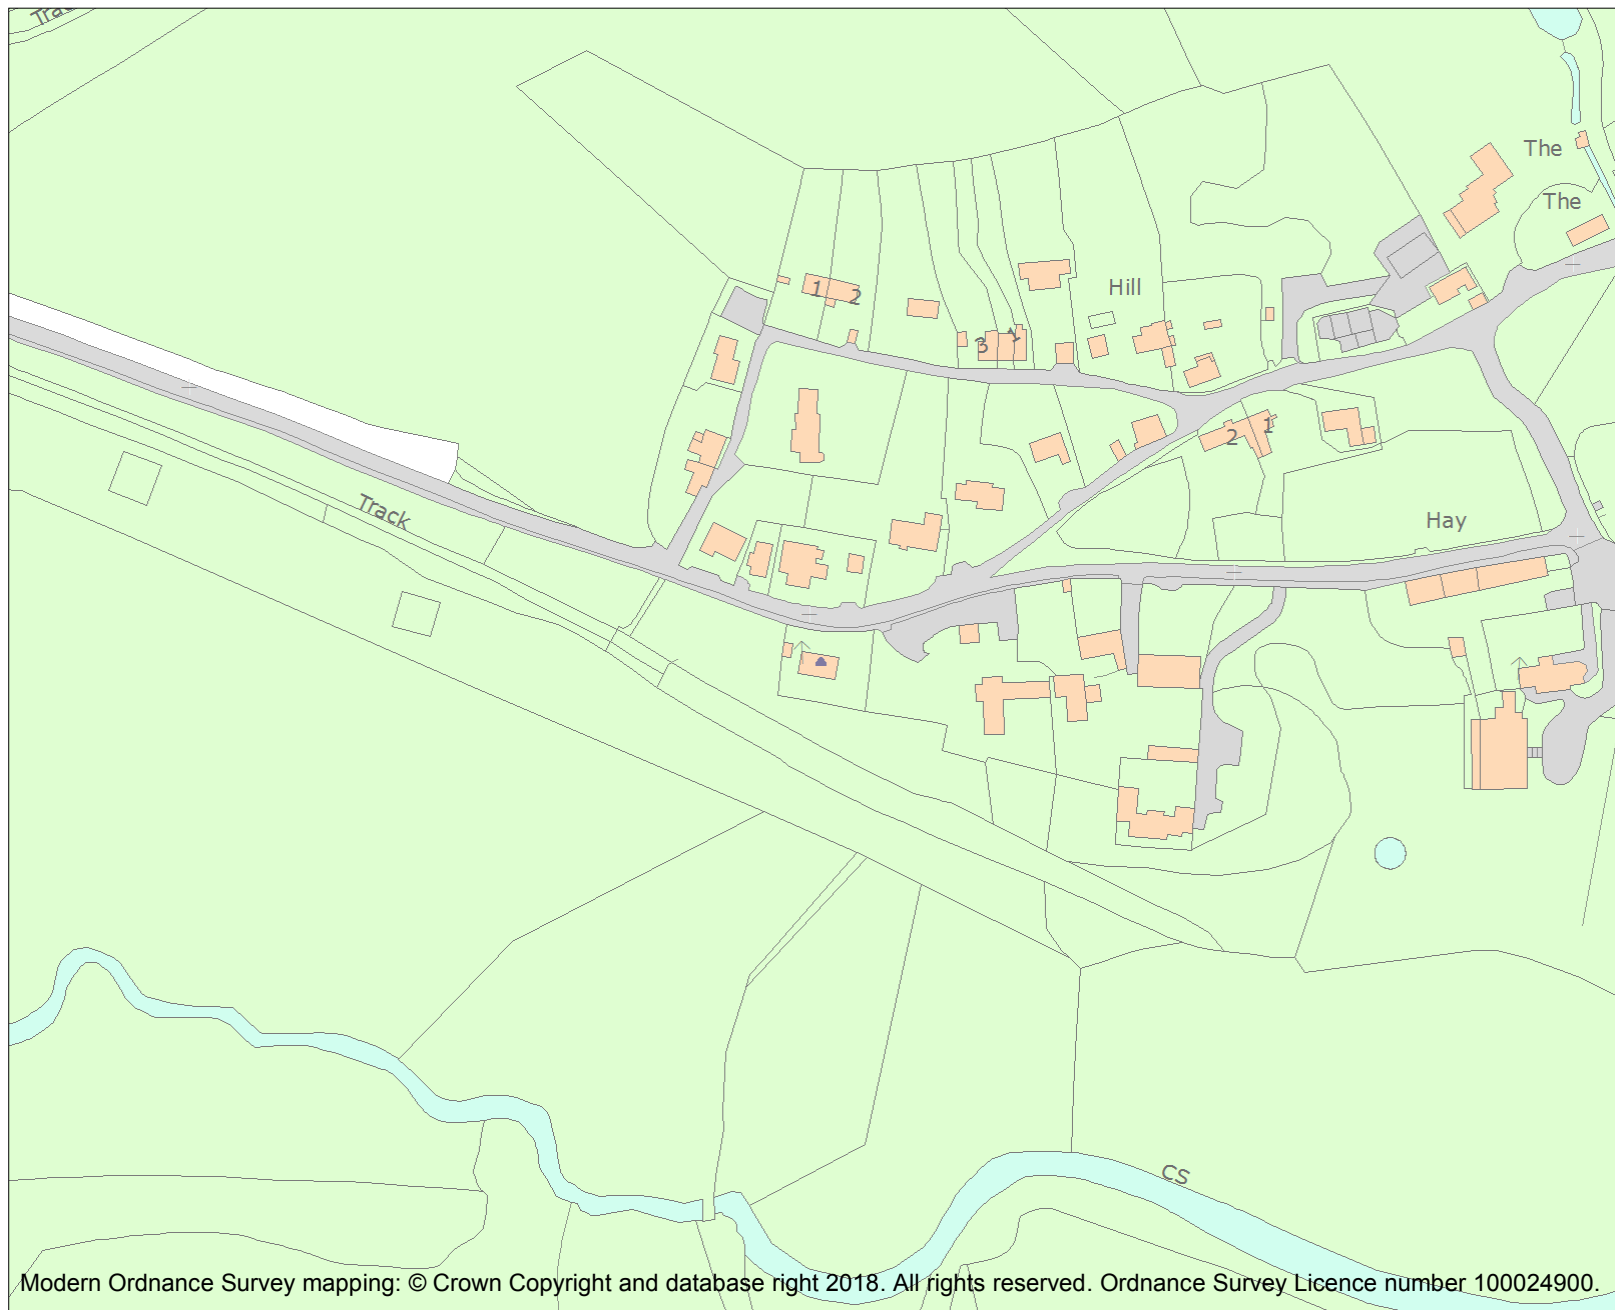 Track
The
The
Hill
1
2
3
1
2
1
Track
Hay
CS
Modern Ordnance Survey mapping: © Crown Copyright and database right 2018. All rights reserved. Ordnance Survey Licence number 100024900.